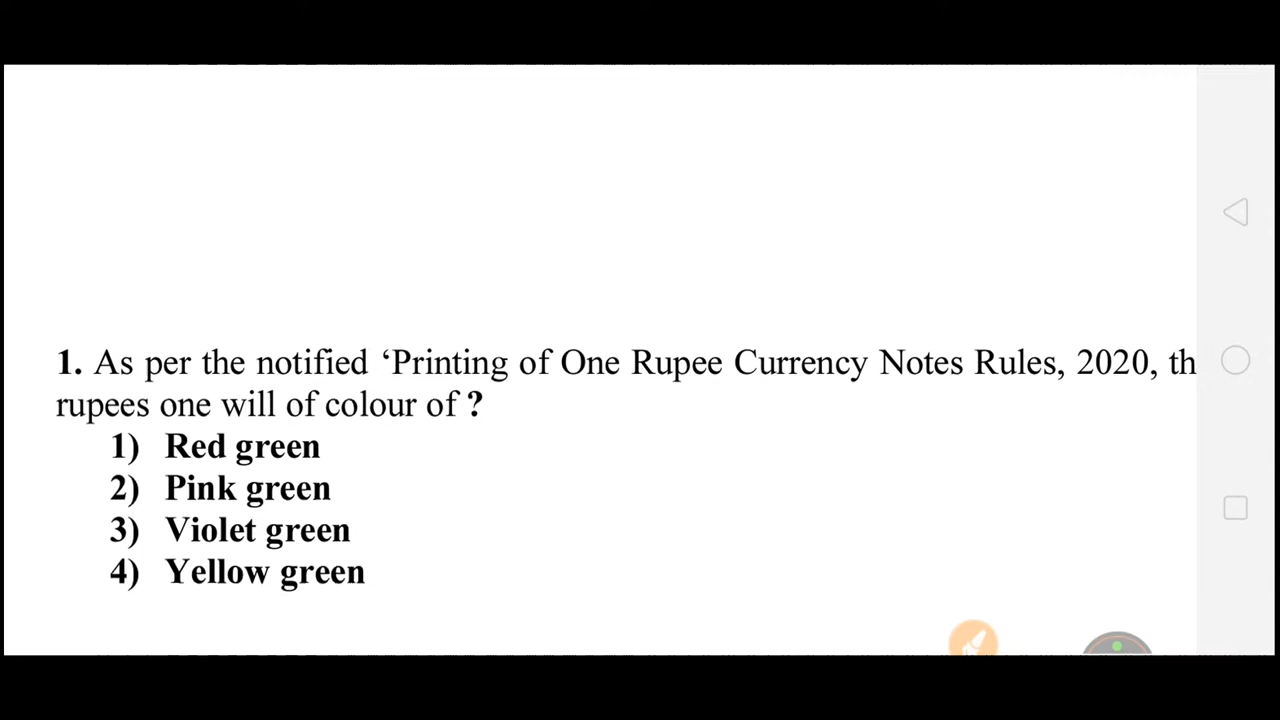 1. As per the notified ‘Printing of One Rupee Currency Notes Rules, 2020, th
rupees one will of colour of ?
1) Red green
2) Pink green
3) Violet green
4) Yellow green